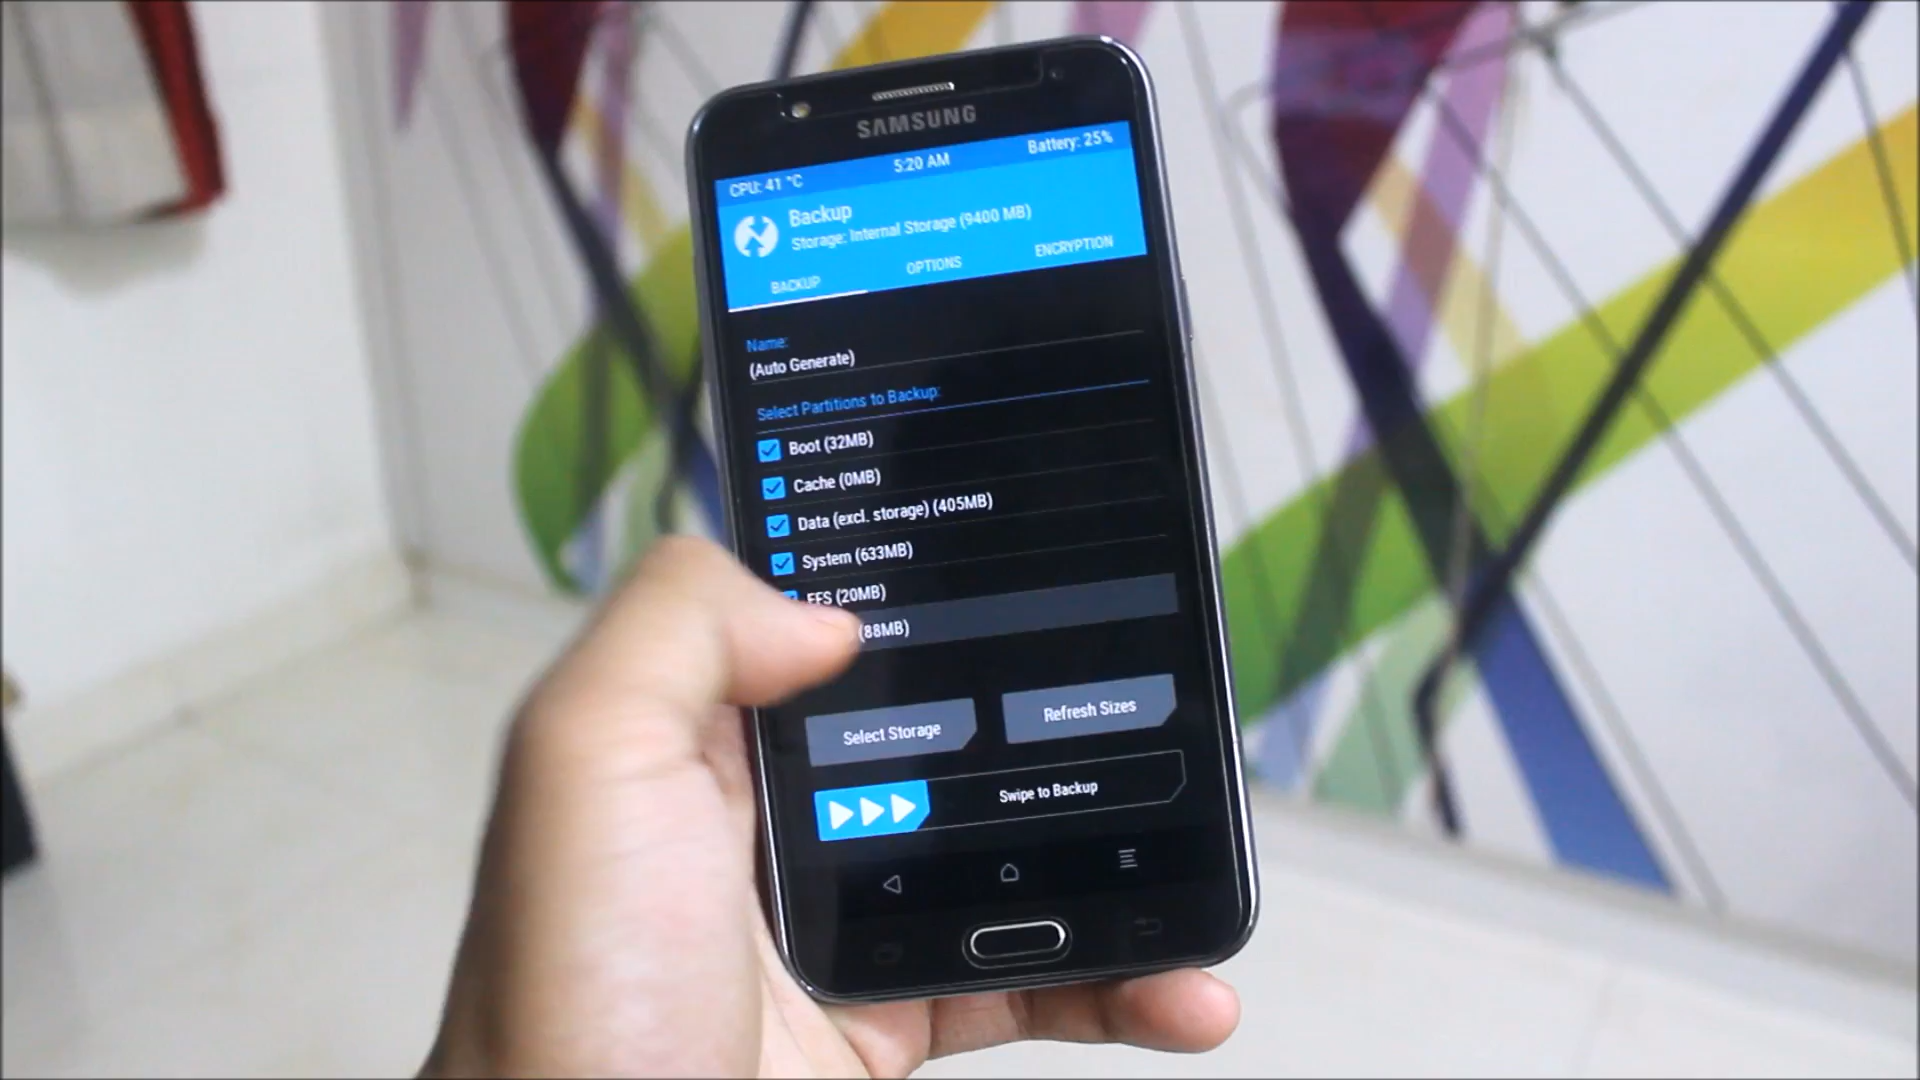 SAMSUNG
CPU: 41 °C
5:20 AM
Battery: 25%
Backup
Storage: Internal Storage (9400 MB)
BACKUP
OPTIONS
ENCRYPTION
Name:
(Auto Generate)
Select Partitions to Backup:
Boot (32MB)
Cache (0MB)
Data (excl. storage) (405MB)
System (633MB)
EFS (20MB)
(88MB)
Select Storage
Refresh Sizes
Swipe to Backup